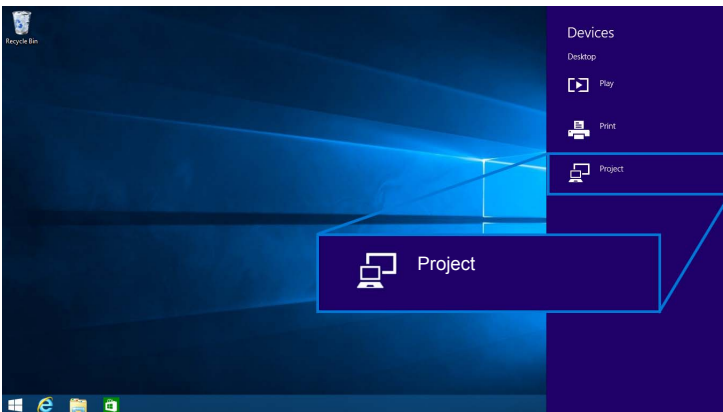 Recycle Bin
Devices
Desktop
Play
Print
Project
Project